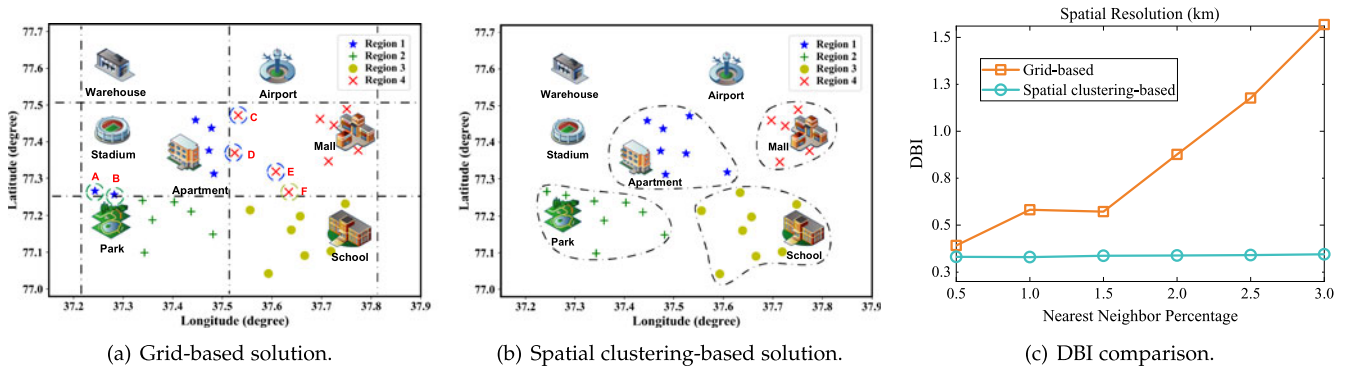 77.7
77.6
77.5
77.4
77.3
77.2
77.1
77.0
Latitude (degree)
37.2 37.3 37.4 37.5 37.6 37.7 37.8 37.9
Longitude (degree)
Region 1
Region 2
Region 3
Region 4
Warehouse
Airport
Stadium
Apartment
Mall
Park
School
A
B
C
D
E
F
(a) Grid-based solution.
77.7
77.6
77.5
77.4
77.3
77.2
77.1
77.0
Latitude (degree)
37.2 37.3 37.4 37.5 37.6 37.7 37.8 37.9
Longitude (degree)
Region 1
Region 2
Region 3
Region 4
Warehouse
Airport
Stadium
Apartment
Mall
Park
School
(b) Spatial clustering-based solution.
Spatial Resolution (km)
1.5
1.3
1.0
0.8
0.5
0.3
DBI
Grid-based
Spatial clustering-based
0.5 1.0 1.5 2.0 2.5 3.0
Nearest Neighbor Percentage
(c) DBI comparison.